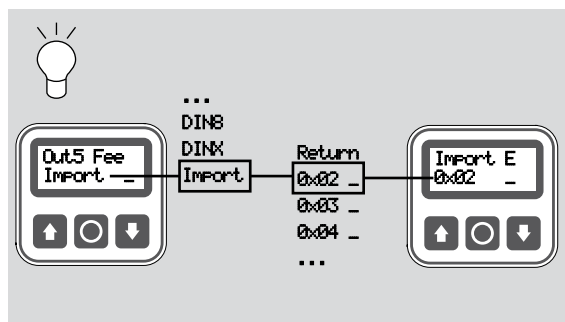 ...
DIN8
DINX
Out5 Fee
Import _
Import
Return
0x02 _
0x03 _
0x04 _
...
Import E
0x02 _